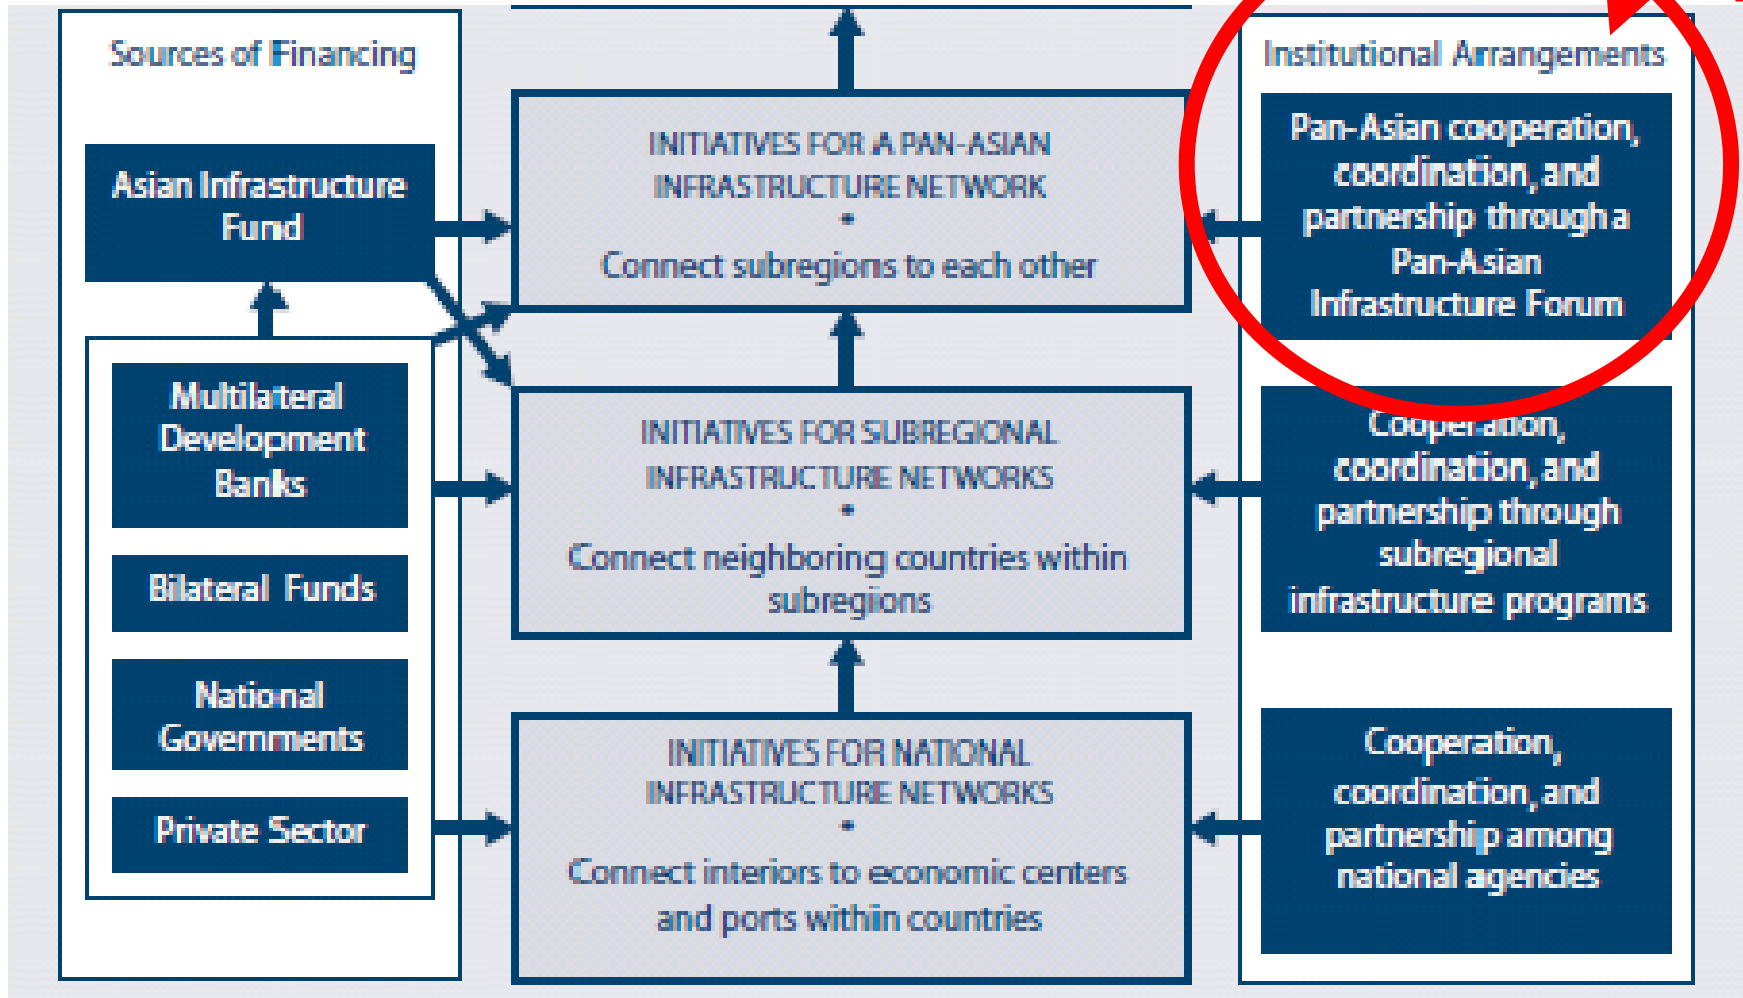 Sources of Financing
Asian Infrastructure
Fund
Multilateral
Development
Banks
Bilateral Funds
National
Governments
Private Sector
INITIATIVES FOR A PAN-ASIAN
INFRASTRUCTURE NETWORK
•
Connect subregions to each other
INITIATIVES FOR SUBREGIONAL
INFRASTRUCTURE NETWORKS
•
Connect neighboring countries within
subregions
INITIATIVES FOR NATIONAL
INFRASTRUCTURE NETWORKS
•
Connect interiors to economic centers
and ports within countries
Institutional Arrangements
Pan-Asian cooperation,
coordination, and
partnership through a
Pan-Asian
Infrastructure Forum
Cooperation,
coordination, and
partnership through
subregional
infrastructure programs
Cooperation,
coordination, and
partnership among
national agencies